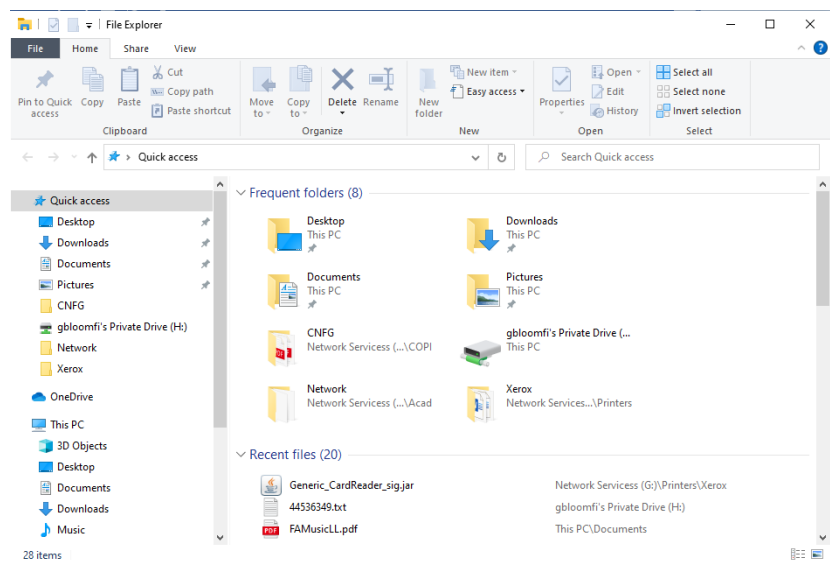 File Explorer
File Home Share View
Pin to Quick access
Copy
Paste
Cut
Copy path
Paste shortcut
Clipboard
Move to
Copy to
Delete
Rename
Organize
New folder
New item
Easy access
New
Properties
Open
Edit
History
Open
Select all
Select none
Invert selection
Select
Quick access
Search Quick access
Quick access
Desktop
Downloads
Documents
Pictures
CNFG
gbloomfi's Private Drive (H:)
Network
Xerox
OneDrive
This PC
3D Objects
Desktop
Documents
Downloads
Music
Frequent folders (8)
Desktop
This PC
Downloads
This PC
Documents
This PC
Pictures
This PC
CNFG
Network Servicess (...\COPI
gbloomfi's Private Drive (...
This PC
Network
Network Servicess (...\Acad
Xerox
Network Services...\Printers
Recent files (20)
Generic_CardReader_sig.jar Network Servicess (G:)\Printers\Xerox
44536349.txt gbloomfi's Private Drive (H:)
PDF FAMusicLL.pdf This PC\Documents
28 items